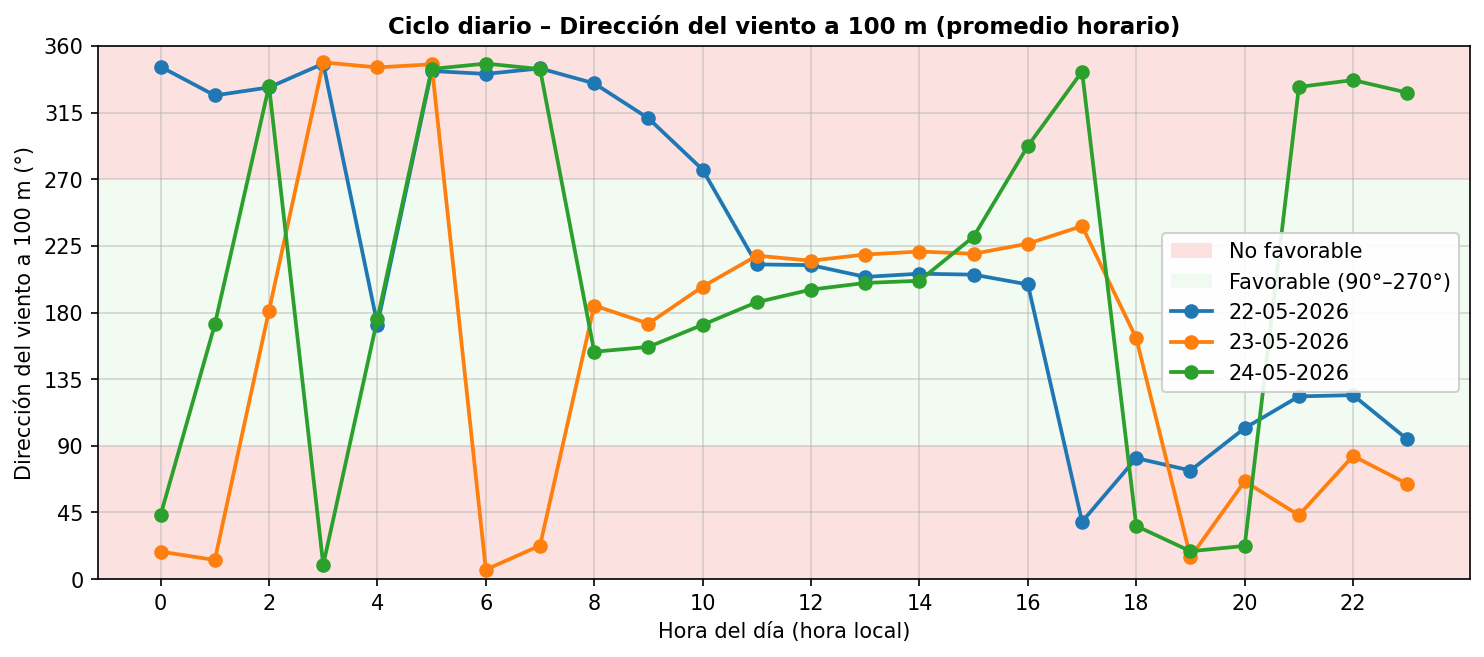 Ciclo diario – Dirección del viento a 100 m (promedio horario)
Dirección del viento a 100 m (°)
360
315
270
225
180
135
90
45
0
No favorable
Favorable (90°–270°)
22-05-2026
23-05-2026
24-05-2026
0 2 4 6 8 10 12 14 16 18 20 22
Hora del día (hora local)